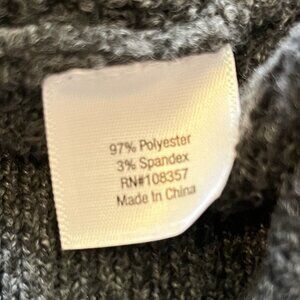 97% Polyester
3% Spandex
RN#108357
Made In China